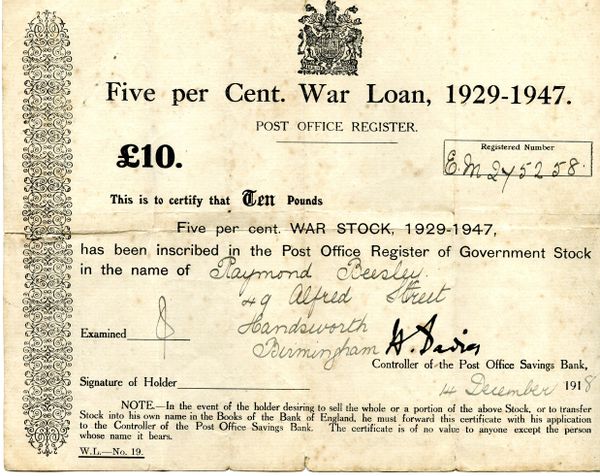 Five per Cent. War Loan, 1929-1947.
POST OFFICE REGISTER.
£10.
Registered Number
E.M 245258.
This is to certify that Ten Pounds
Five per cent. WAR STOCK, 1929-1947,
has been inscribed in the Post Office Register of Government Stock
in the name of Raymond Beesley.
49 Alfred Street
Handsworth
Birmingham
Examined
H. Davies
Controller of the Post Office Savings Bank,
Signature of Holder
14 December 1918
NOTE.—In the event of the holder desiring to sell the whole or a portion of the above Stock, or to transfer
Stock into his own name in the Books of the Bank of England, he must forward this certificate with his application
to the Controller of the Post Office Savings Bank. The certificate is of no value to anyone except the person
whose name it bears.
W.L.—No. 19.